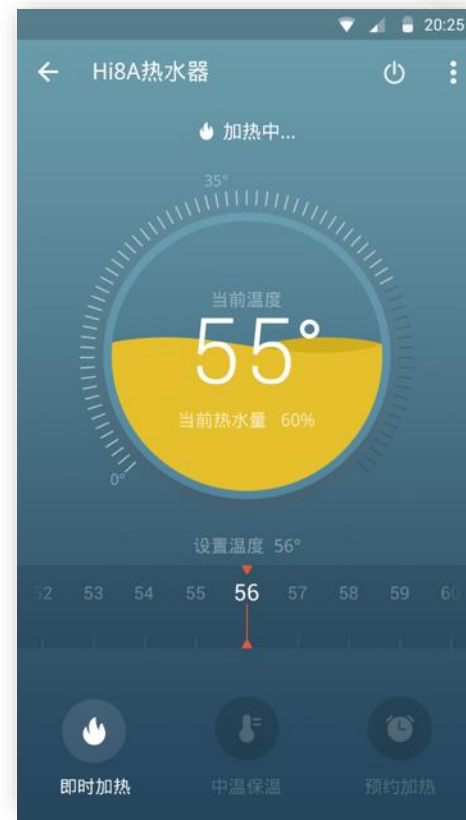 20:25
Hi8A热水器
加热中...
35°
当前温度
55°
当前热水量 60%
0°
设置温度 56°
52 53 54 55 56 57 58 59 60
即时加热 中温保温 预约加热